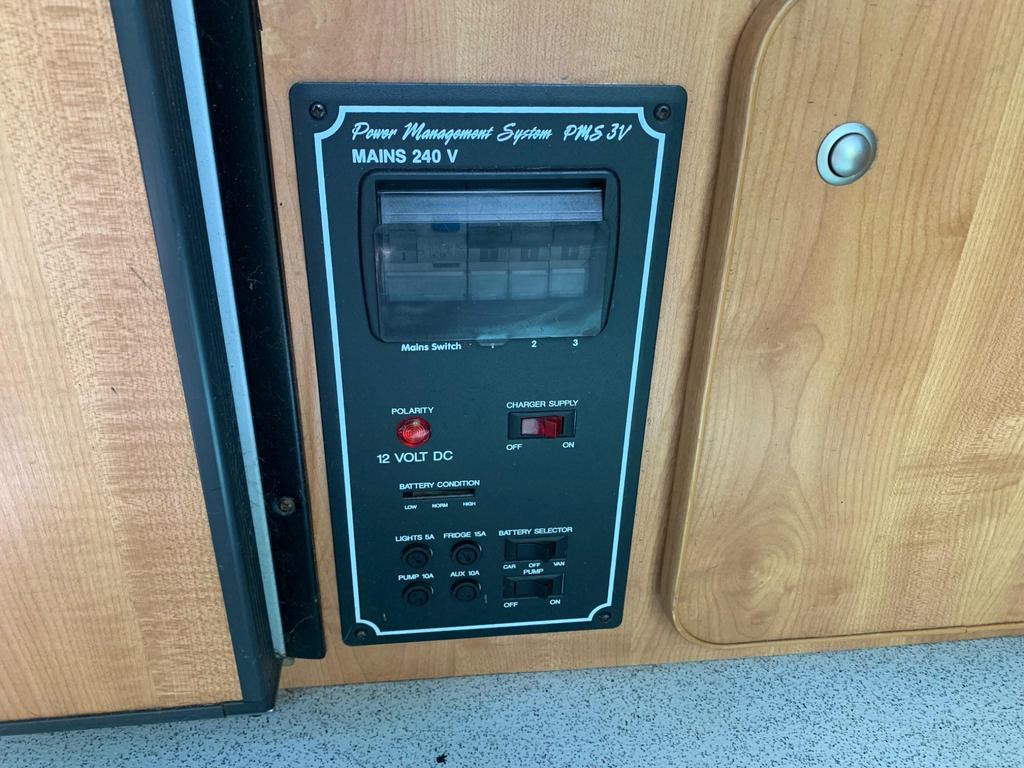 Power Management System PMS 3V
MAINS 240 V
Mains Switch 1 2 3
POLARITY
CHARGER SUPPLY
OFF ON
12 VOLT DC
BATTERY CONDITION
LOW NORM HIGH
LIGHTS 5A FRIDGE 15A
BATTERY SELECTOR
CAR OFF VAN
PUMP 10A AUX 10A
PUMP
OFF ON